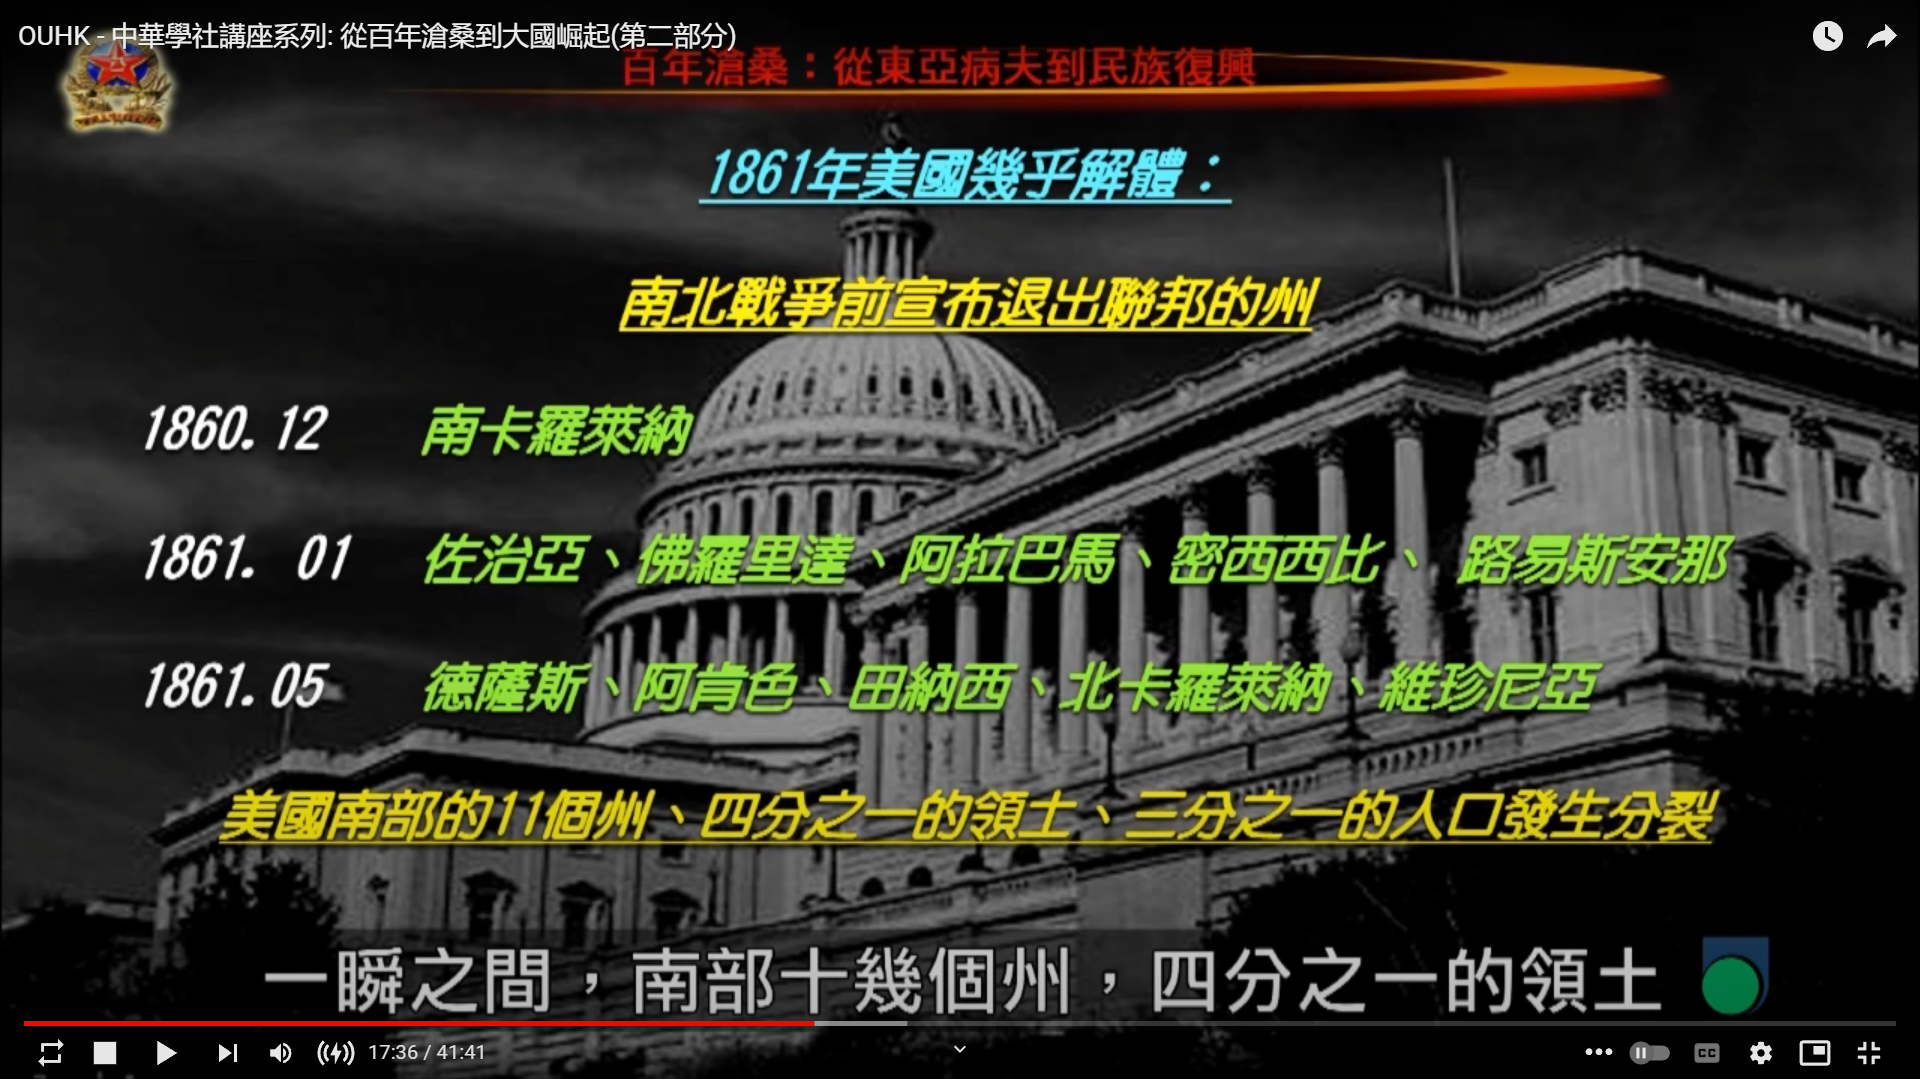 OUHK - 中華學社講座系列: 從百年滄桑到大國崛起(第二部分)
百年滄桑：從東亞病夫到民族復興
1861年美國幾乎解體：
南北戰爭前宣布退出聯邦的州
1860.12 南卡羅萊納
1861. 01 佐治亞、佛羅里達、阿拉巴馬、密西西比、 路易斯安那
1861.05 德薩斯、阿肯色、田納西、北卡羅萊納、維珍尼亞
美國南部的11個州、四分之一的領土、三分之一的人口發生分裂
一瞬之間，南部十幾個州，四分之一的領土
17:36 / 41:41
CC